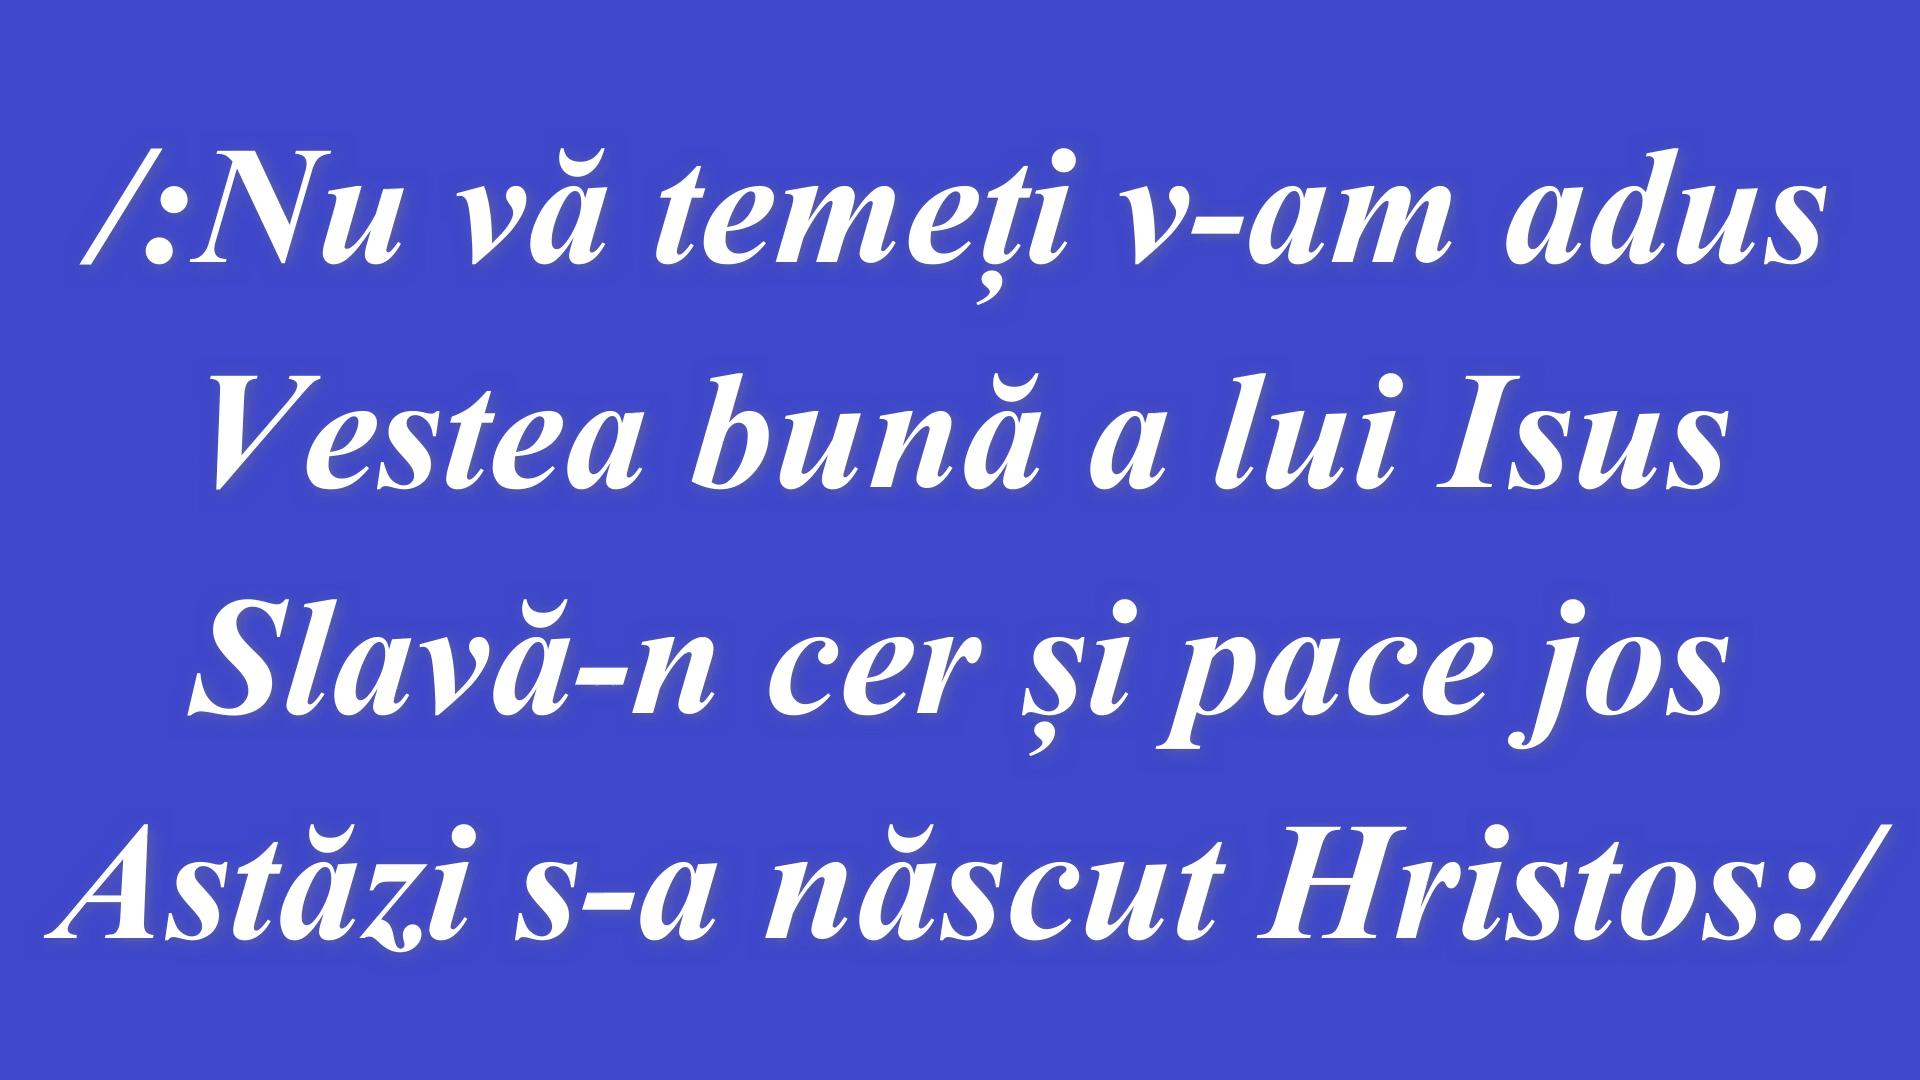 /:Nu vă temeți v-am adus
Vestea bună a lui Isus
Slavă-n cer și pace jos
Astăzi s-a născut Hristos:/